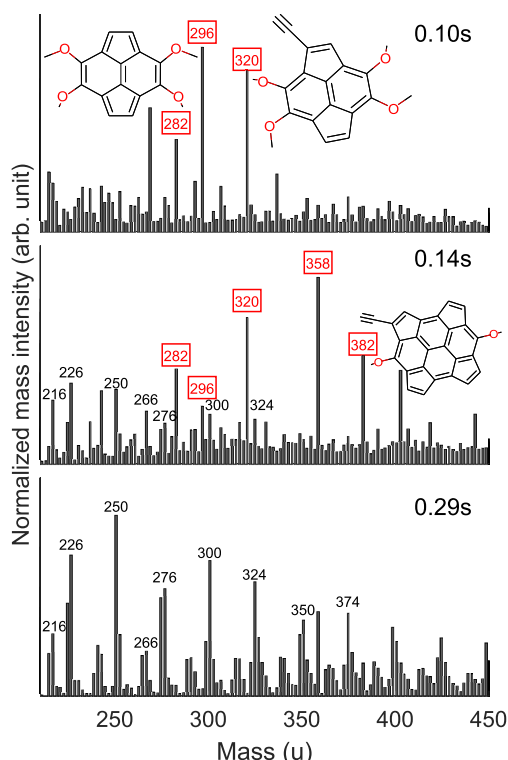 296
0.10s
O
O
320
O
O
O
O
282
O
O
Normalized mass intensity (arb. unit)
0.14s
358
320
382
282
O
O
226
250
296
216
266
300
324
276
0.29s
250
226
300
276
324
350
374
216
266
250
300
350
400
450
Mass (u)